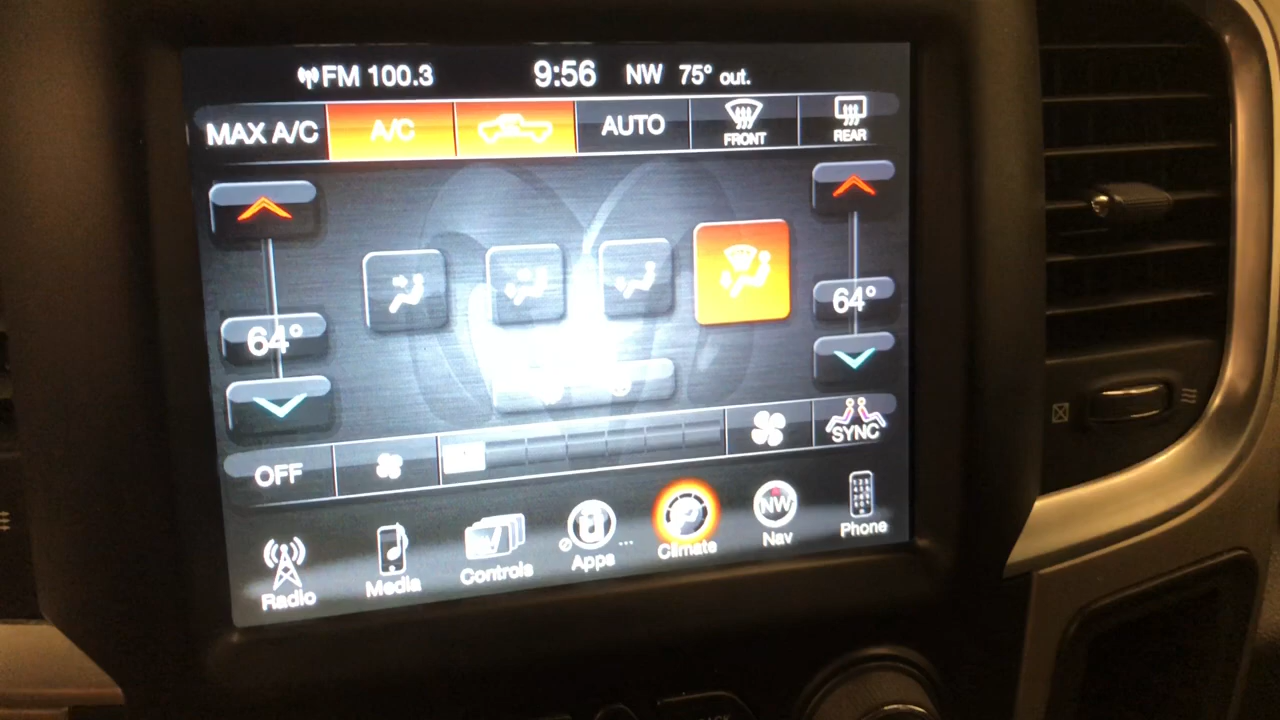 FM 100.3 9:56 NW 75° out.
MAX A/C A/C AUTO FRONT REAR
64° 64°
OFF SYNC
Radio Media Controls Apps ... Climate NW Nav Phone